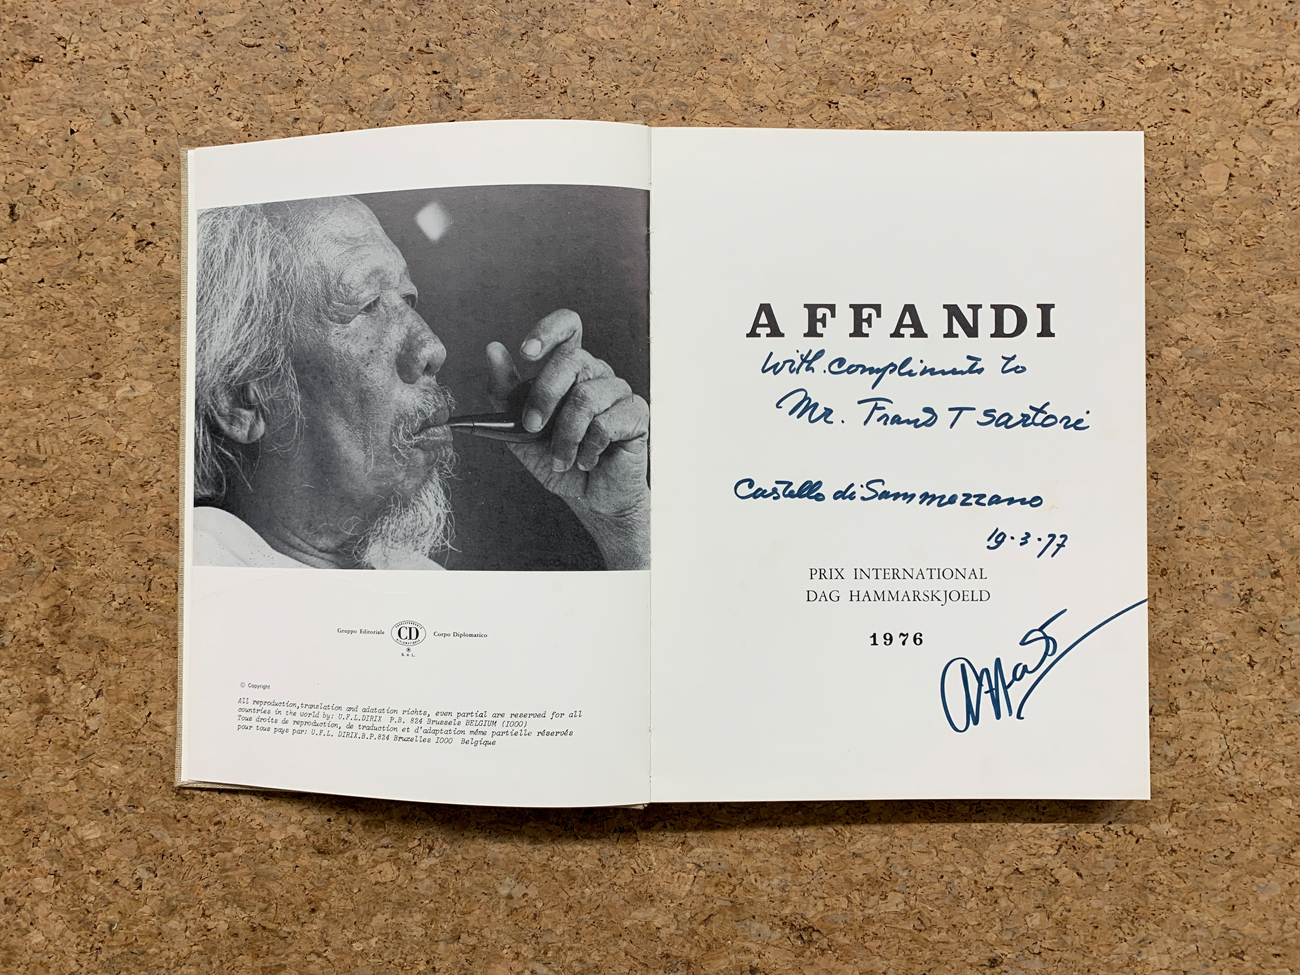 Gruppo Editoriale CD Corpo Diplomatico
S. R. L.
© Copyright
All reproduction, translation and adatation richts, even partial are reserved for all
countries in the world by: U.F.L.DIRIX P.B. 824 Brussels BELGIUM (1000)
Tous droits de reproduction, de traduction et d'adaptation même partielle réservés
pour tous pays par: U.F.L. DIRIX.B.P.824 Bruxelles 1000 Belgique
AFFANDI
With compliments to
Mr. T Sartori
Castello di Sammezzano
19·3·77
PRIX INTERNATIONAL
DAG HAMMARSKJOELD
1976